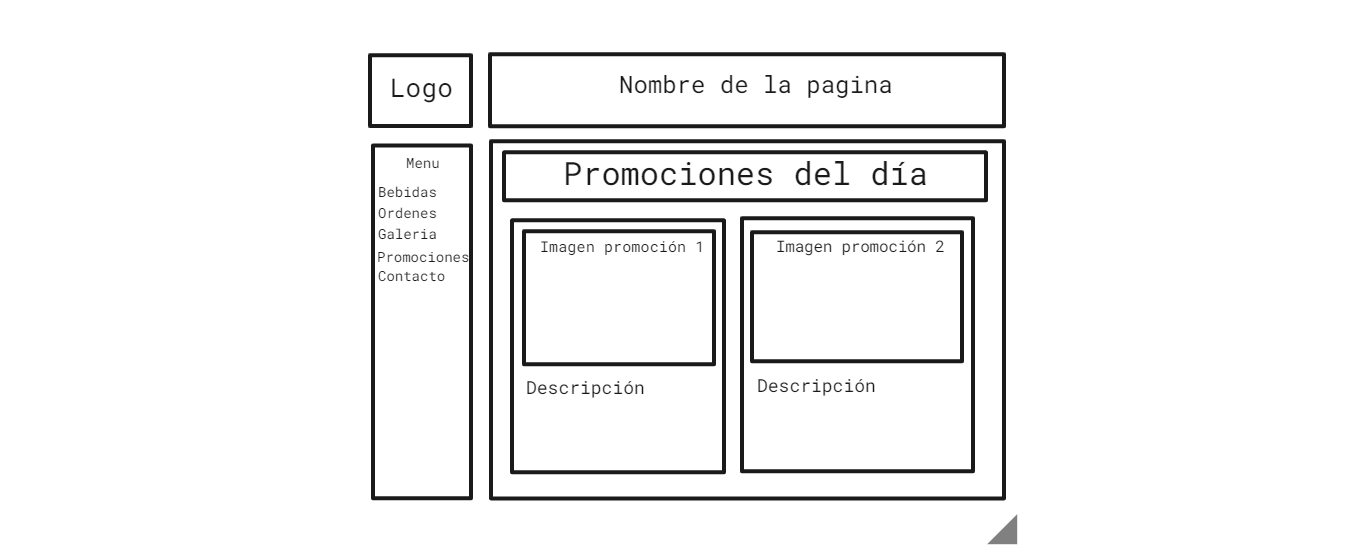 Logo
Nombre de la pagina
Menu
Bebidas
Ordenes
Galeria
Promociones
Contacto
Promociones del día
Imagen promoción 1
Descripción
Imagen promoción 2
Descripción